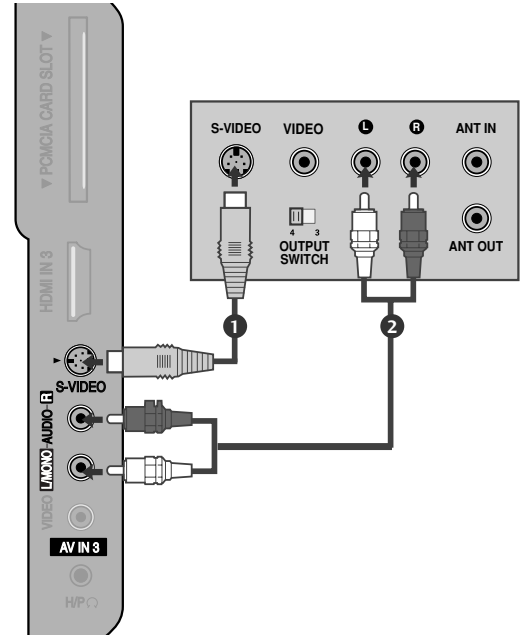 ▼ PCMCIA CARD SLOT ▼
HDMI IN 3
S-VIDEO
L/MONO-AUDIO-R
VIDEO
AV IN 3
H/P
S-VIDEO
VIDEO
L
R
ANT IN
4
3
OUTPUT
SWITCH
ANT OUT
1
2